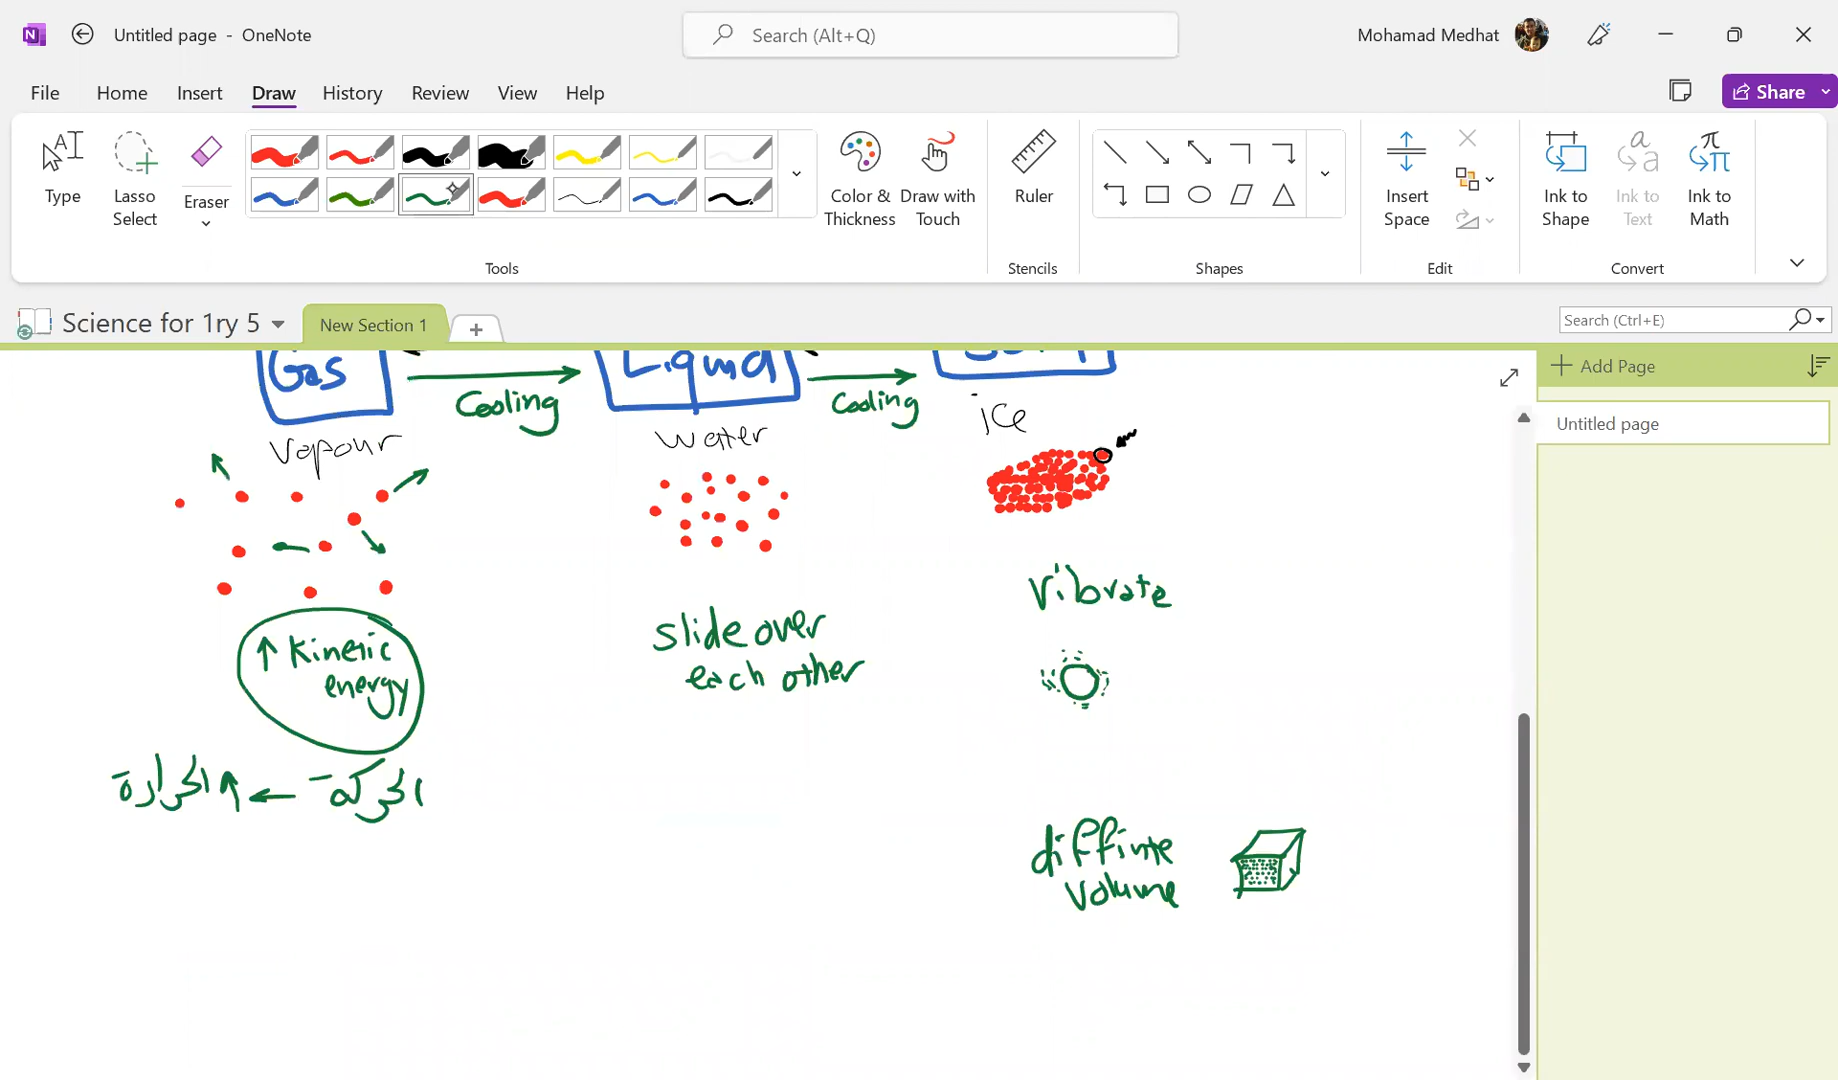 Untitled page - OneNote
Search (Alt+Q)
Mohamad Medhat
File Home Insert Draw History Review View Help
Share
Type
Lasso Select
Eraser
Color & Thickness
Draw with Touch
Ruler
Insert Space
Ink to Shape
Ink to Text
Ink to Math
Tools
Stencils
Shapes
Edit
Convert
Science for 1ry 5
New Section 1
Search (Ctrl+E)
Add Page
Untitled page
Gas
Liquid
Cooling
Cooling
Vapour
water
ice
vibrate
↑ Kinetic
energy
slide over
each other
diffinte
volume